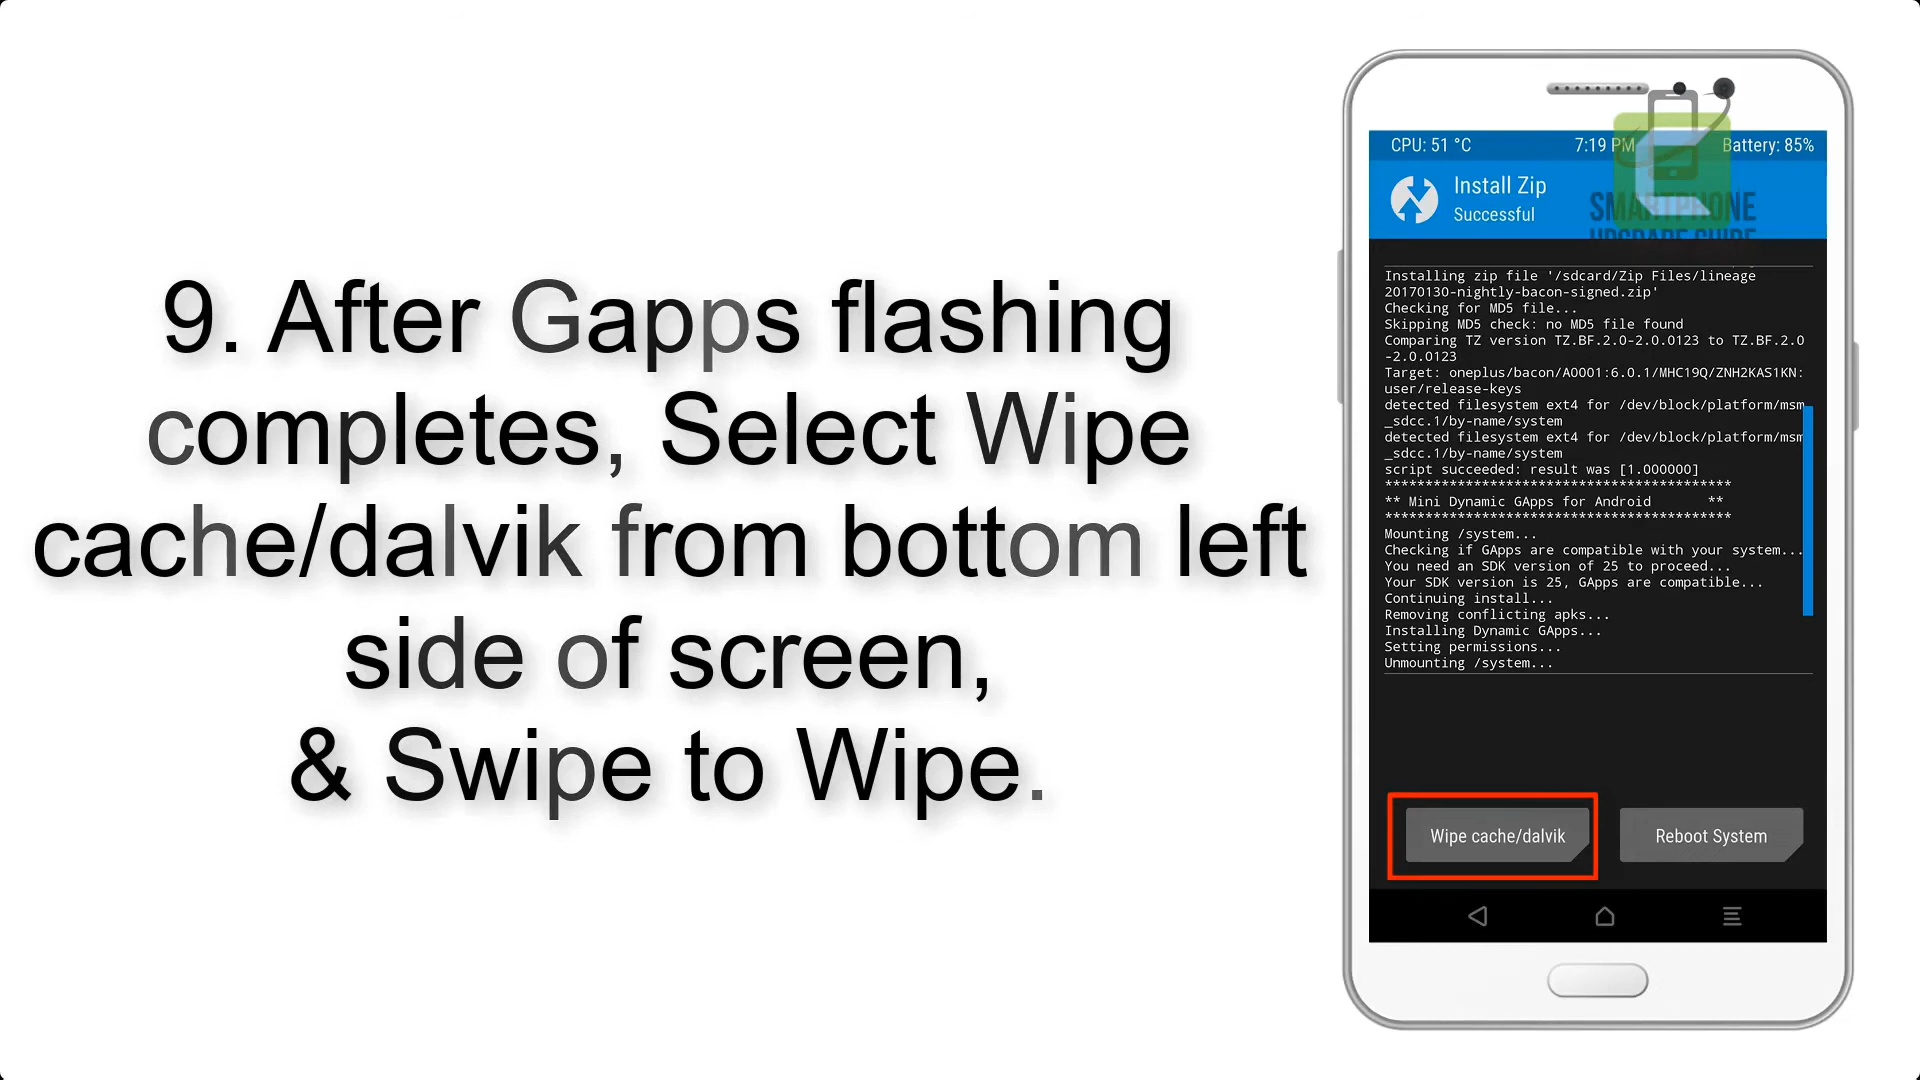 9. After Gapps flashing
completes, Select Wipe
cache/dalvik from bottom left
side of screen,
& Swipe to Wipe.
CPU: 51 °C
7:19 PM
Battery: 85%
Install Zip
Successful
SMARTPHONE
UPGRADE GUIDE
Installing zip file '/sdcard/Zip Files/lineage
20170130-nightly-bacon-signed.zip'
Checking for MD5 file...
Skipping MD5 check: no MD5 file found
Comparing TZ version TZ.BF.2.0-2.0.0123 to TZ.BF.2.0
-2.0.0123
Target: oneplus/bacon/A0001:6.0.1/MHC19Q/ZNH2KAS1KN:
user/release-keys
detected filesystem ext4 for /dev/block/platform/msm
_sdcc.1/by-name/system
detected filesystem ext4 for /dev/block/platform/msm
_sdcc.1/by-name/system
script succeeded: result was [1.000000]
*******************************************
** Mini Dynamic GApps for Android       **
*******************************************
Mounting /system...
Checking if GApps are compatible with your system...
You need an SDK version of 25 to proceed...
Your SDK version is 25, GApps are compatible...
Continuing install...
Removing conflicting apks...
Installing Dynamic GApps...
Setting permissions...
Unmounting /system...
Wipe cache/dalvik
Reboot System